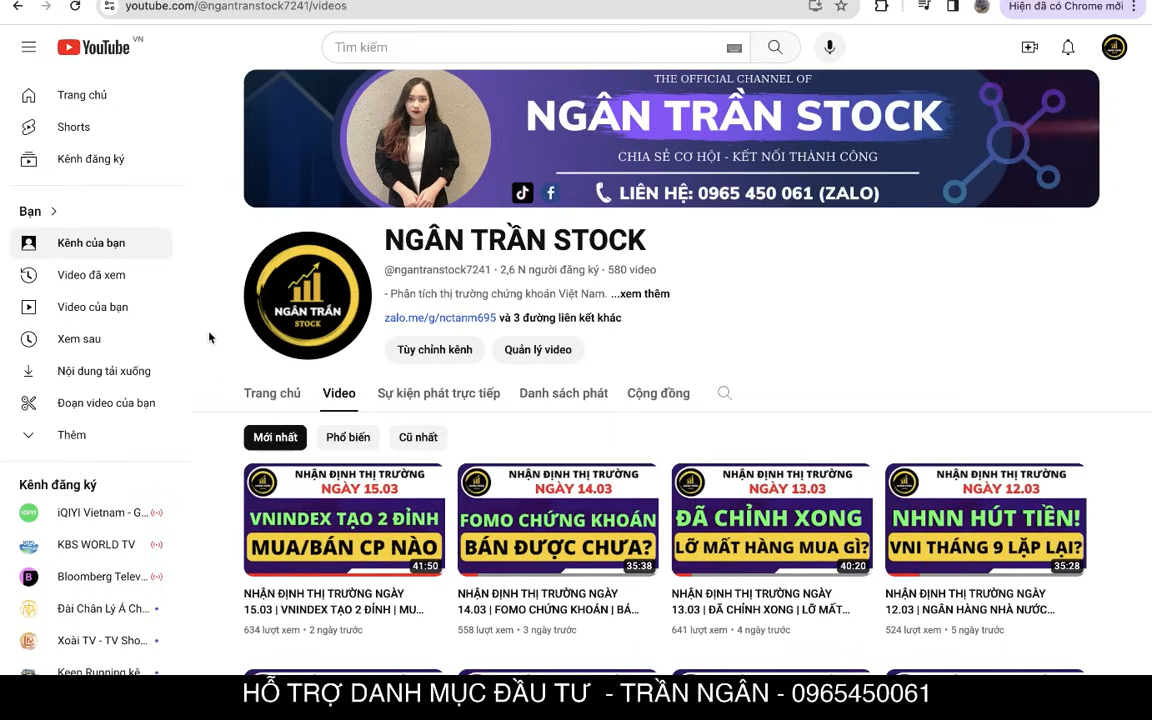 youtube.com/@ngantranstock7241/videos
Hiện đã có Chrome mới
YouTube VN
Tìm kiếm
Trang chủ
Shorts
Kênh đăng ký
Bạn
Kênh của bạn
Video đã xem
Video của bạn
Xem sau
Nội dung tải xuống
Đoạn video của bạn
Thêm
Kênh đăng ký
iQIYI Vietnam - G...
KBS WORLD TV
Bloomberg Telev...
Đài Chân Lý Á Ch...
Xoài TV - TV Sho...
Keep Running kê
THE OFFICIAL CHANNEL OF
NGÂN TRẦN STOCK
CHIA SẺ CƠ HỘI - KẾT NỐI THÀNH CÔNG
LIÊN HỆ: 0965 450 061 (ZALO)
NGÂN TRẦN
STOCK
NGÂN TRẦN STOCK
@ngantranstock7241 · 2,6 N người đăng ký · 580 video
- Phân tích thị trường chứng khoán Việt Nam. ...xem thêm
zalo.me/g/nctanm695 và 3 đường liên kết khác
Tùy chỉnh kênh
Quản lý video
Trang chủ
Video
Sự kiện phát trực tiếp
Danh sách phát
Cộng đồng
Mới nhất
Phổ biến
Cũ nhất
NHẬN ĐỊNH THỊ TRƯỜNG
NGÀY 15.03
VNINDEX TẠO 2 ĐỈNH
MUA/BÁN CP NÀO
41:50
NHẬN ĐỊNH THỊ TRƯỜNG NGÀY
15.03 | VNINDEX TẠO 2 ĐỈNH | MU...
634 lượt xem · 2 ngày trước
NHẬN ĐỊNH THỊ TRƯỜNG
NGÀY 14.03
FOMO CHỨNG KHOÁN
BÁN ĐƯỢC CHƯA?
35:38
NHẬN ĐỊNH THỊ TRƯỜNG NGÀY
14.03 | FOMO CHỨNG KHOÁN | BÁ...
558 lượt xem · 3 ngày trước
NHẬN ĐỊNH THỊ TRƯỜNG
NGÀY 13.03
ĐÃ CHỈNH XONG
LỠ MẤT HÀNG MUA GÌ?
40:20
NHẬN ĐỊNH THỊ TRƯỜNG NGÀY
13.03 | ĐÃ CHỈNH XONG | LỠ MẤT...
641 lượt xem · 4 ngày trước
NHẬN ĐỊNH THỊ TRƯỜNG
NGÀY 12.03
NHNN HÚT TIỀN!
VNI THÁNG 9 LẶP LẠI?
35:28
NHẬN ĐỊNH THỊ TRƯỜNG NGÀY
12.03 | NGÂN HÀNG NHÀ NƯỚC...
524 lượt xem · 5 ngày trước
HỖ TRỢ DANH MỤC ĐẦU TƯ - TRẦN NGÂN - 0965450061